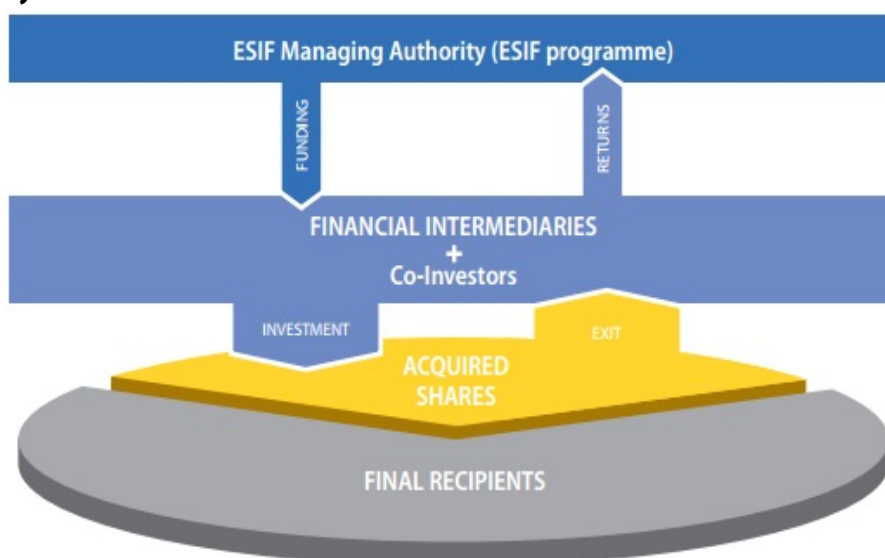 ESIF Managing Authority (ESIF programme)
FUNDING
RETURNS
FINANCIAL INTERMEDIARIES
+
Co-Investors
INVESTMENT
EXIT
ACQUIRED
SHARES
FINAL RECIPIENTS